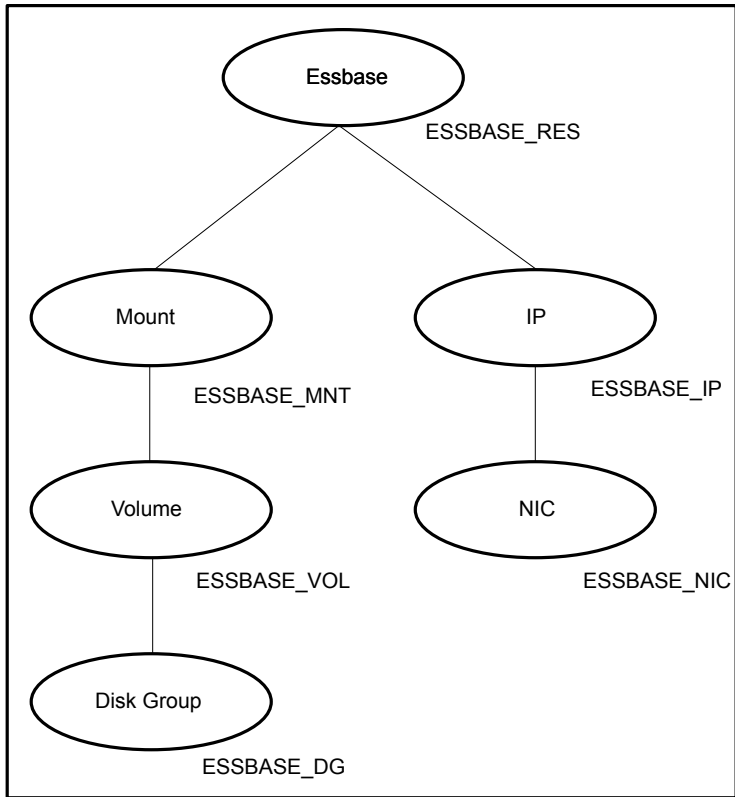 Essbase
ESSBASE_RES
Mount
IP
ESSBASE_MNT
ESSBASE_IP
Volume
NIC
ESSBASE_VOL
ESSBASE_NIC
Disk Group
ESSBASE_DG